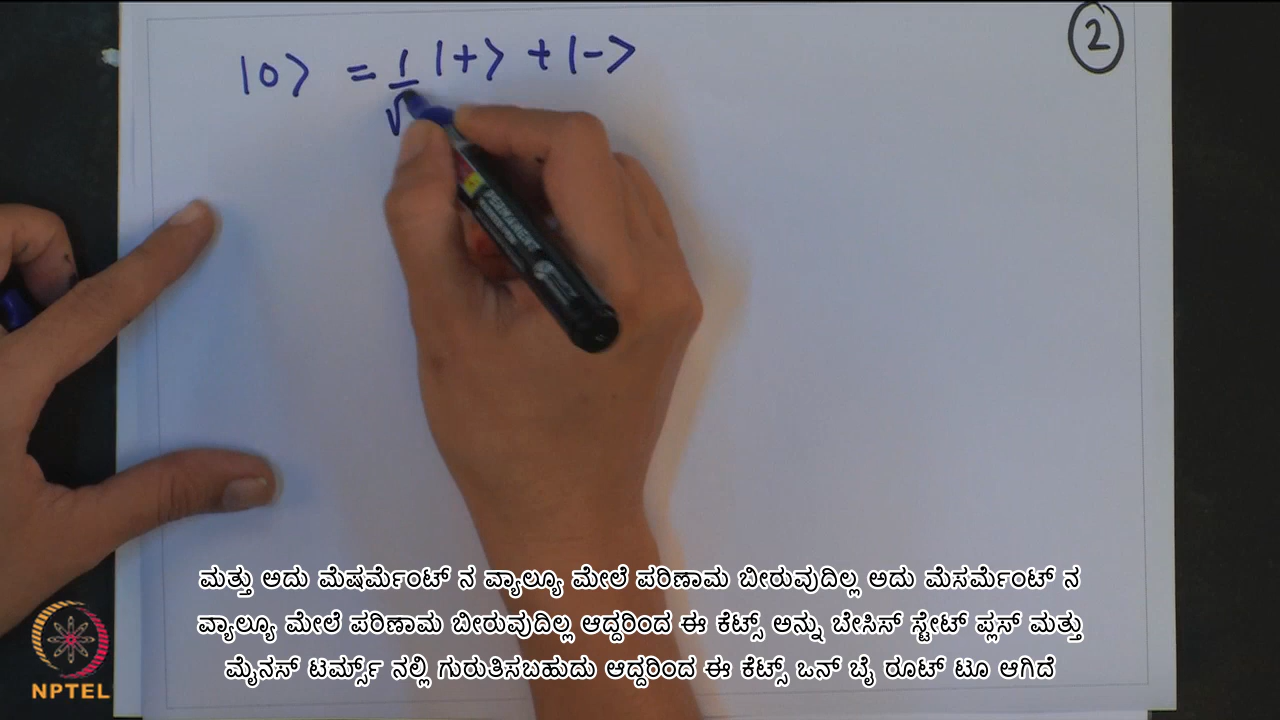 2
|0> = 1/√ |+> + |->
ಮತ್ತು ಅದು ಮೆಷರ್ಮೆಂಟ್ ನ ವ್ಯಾಲ್ಯೂ ಮೇಲೆ ಪರಿಣಾಮ ಬೀರುವುದಿಲ್ಲ ಅದು ಮೆಸರ್ಮೆಂಟ್ ನ
ವ್ಯಾಲ್ಯೂ ಮೇಲೆ ಪರಿಣಾಮ ಬೀರುವುದಿಲ್ಲ ಆದ್ದರಿಂದ ಈ ಕೆಟ್ಸ್ ಅನ್ನು ಬೇಸಿಸ್ ಸ್ಟೇಟ್ ಪ್ಲಸ್ ಮತ್ತು
ಮೈನಸ್ ಟರ್ಮ್ಸ್ ನಲ್ಲಿ ಗುರುತಿಸಬಹುದು ಆದ್ದರಿಂದ ಈ ಕೆಟ್ಸ್ ಒನ್ ಬೈ ರೂಟ್ ಟೂ ಆಗಿದೆ
NPTEL